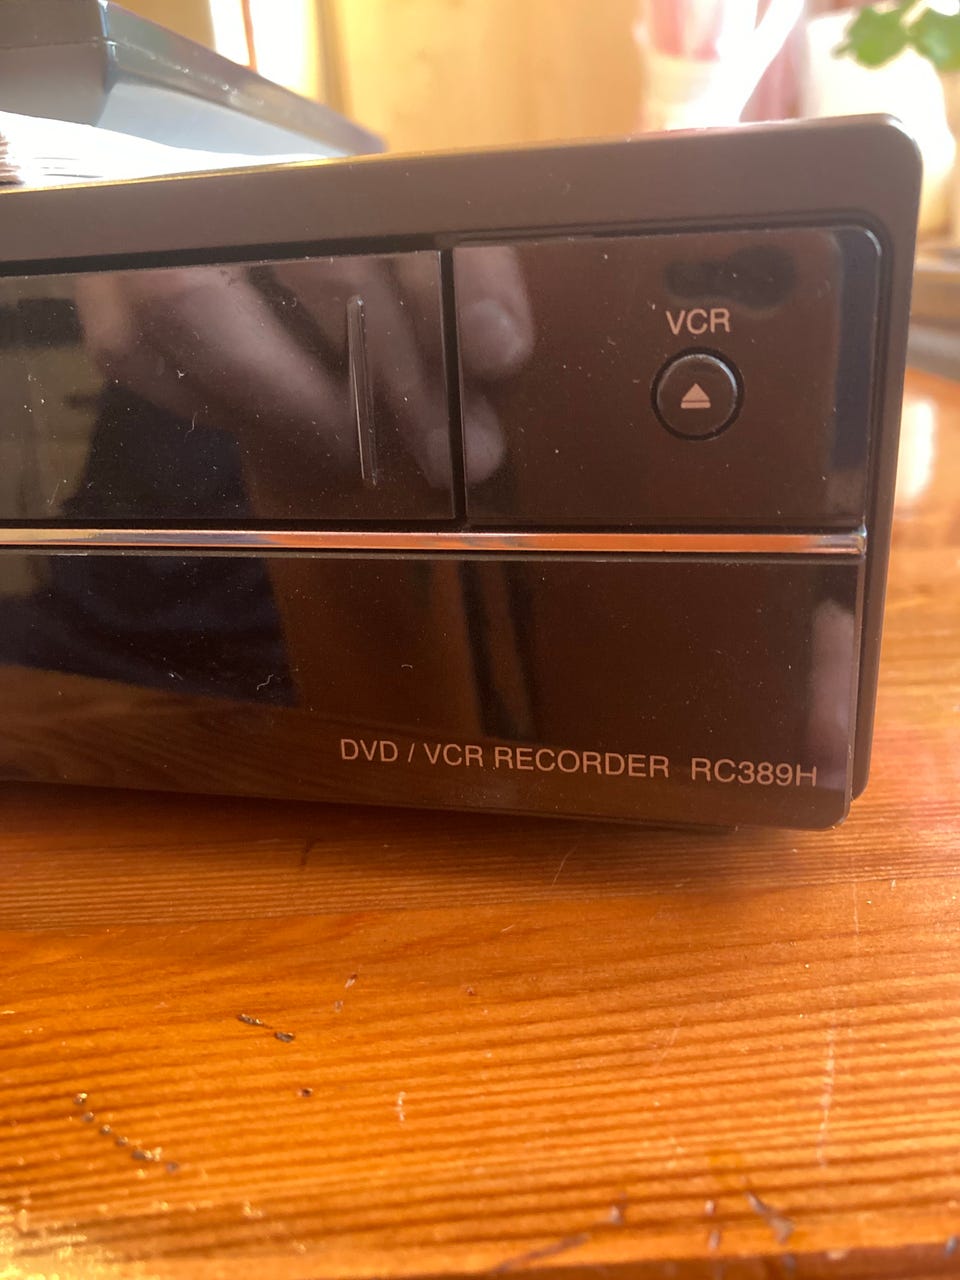 VCR
DVD / VCR RECORDER RC389H